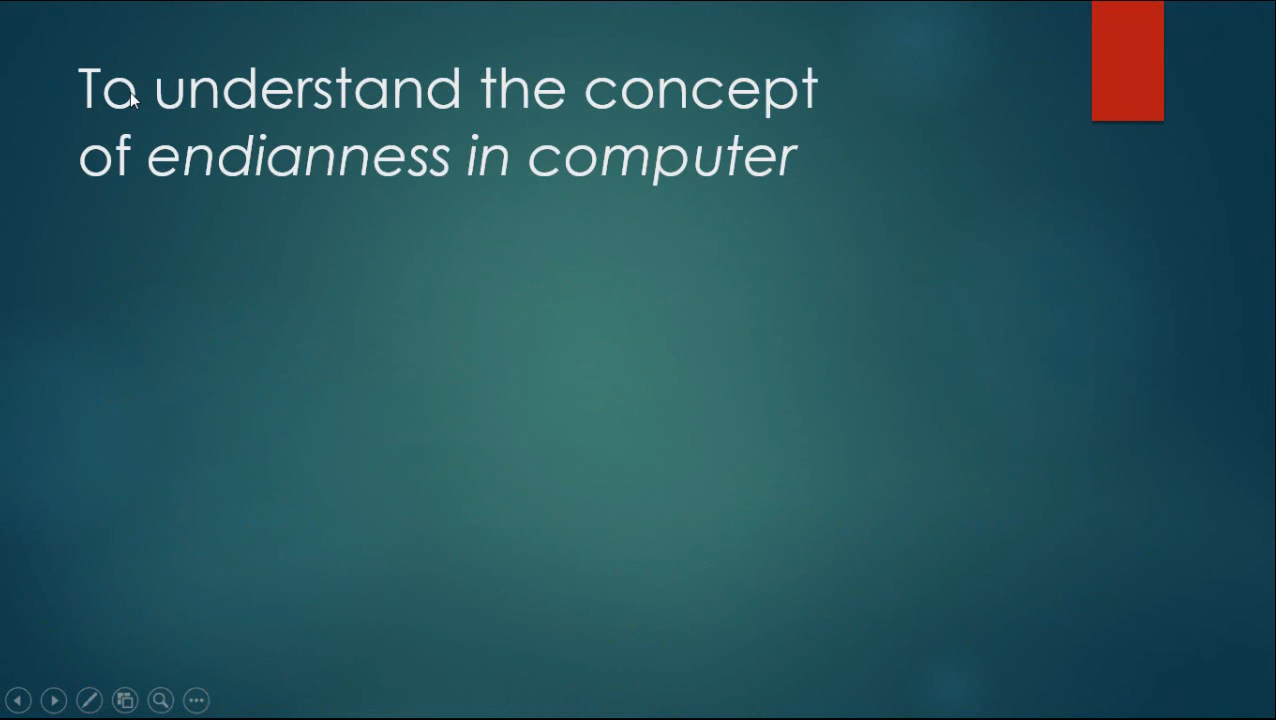 To understand the concept
of endianness in computer